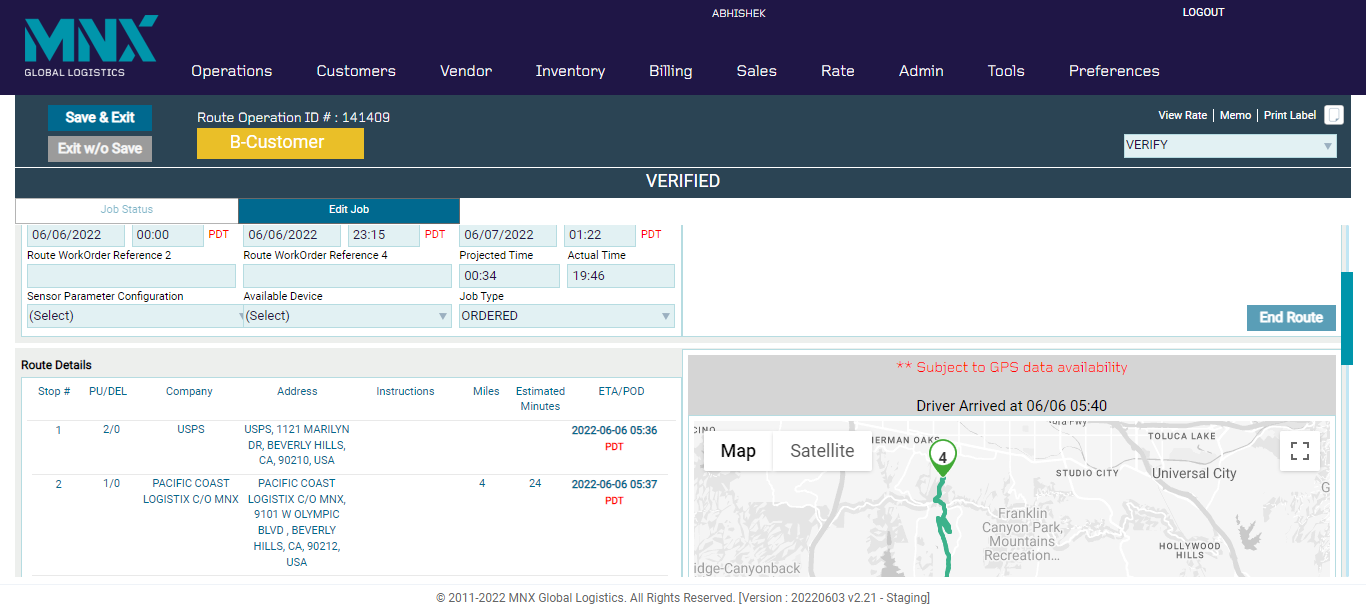 ABHISHEK
LOGOUT
MNX
GLOBAL LOGISTICS
Operations Customers Vendor Inventory Billing Sales Rate Admin Tools Preferences
Save & Exit
Exit w/o Save
Route Operation ID # : 141409
B-Customer
View Rate | Memo | Print Label
VERIFY
VERIFIED
Job Status
Edit Job
06/06/2022 00:00 PDT 06/06/2022 23:15 PDT 06/07/2022 01:22 PDT
Route WorkOrder Reference 2 Route WorkOrder Reference 4 Projected Time Actual Time
00:34 19:46
Sensor Parameter Configuration Available Device Job Type
(Select) (Select) ORDERED
End Route
Route Details
Stop # PU/DEL Company Address Instructions Miles Estimated Minutes ETA/POD
1 2/0 USPS USPS, 1121 MARILYN 2022-06-06 05:36
DR, BEVERLY HILLS, PDT
CA, 90210, USA
2 1/0 PACIFIC COAST PACIFIC COAST 4 24 2022-06-06 05:37
LOGISTIX C/O MNX LOGISTIX C/O MNX, PDT
9101 W OLYMPIC
BLVD , BEVERLY
HILLS, CA, 90212,
USA
** Subject to GPS data availability
Driver Arrived at 06/06 05:40
Map Satellite
HERMAN OAKS
4
TOLUCA LAKE
STUDIO CITY
Universal City
Franklin
Canyon Park,
Mountains
Recreation...
HOLLYWOOD
HILLS
idge-Canyonback
© 2011-2022 MNX Global Logistics. All Rights Reserved. [Version : 20220603 v2.21 - Staging]